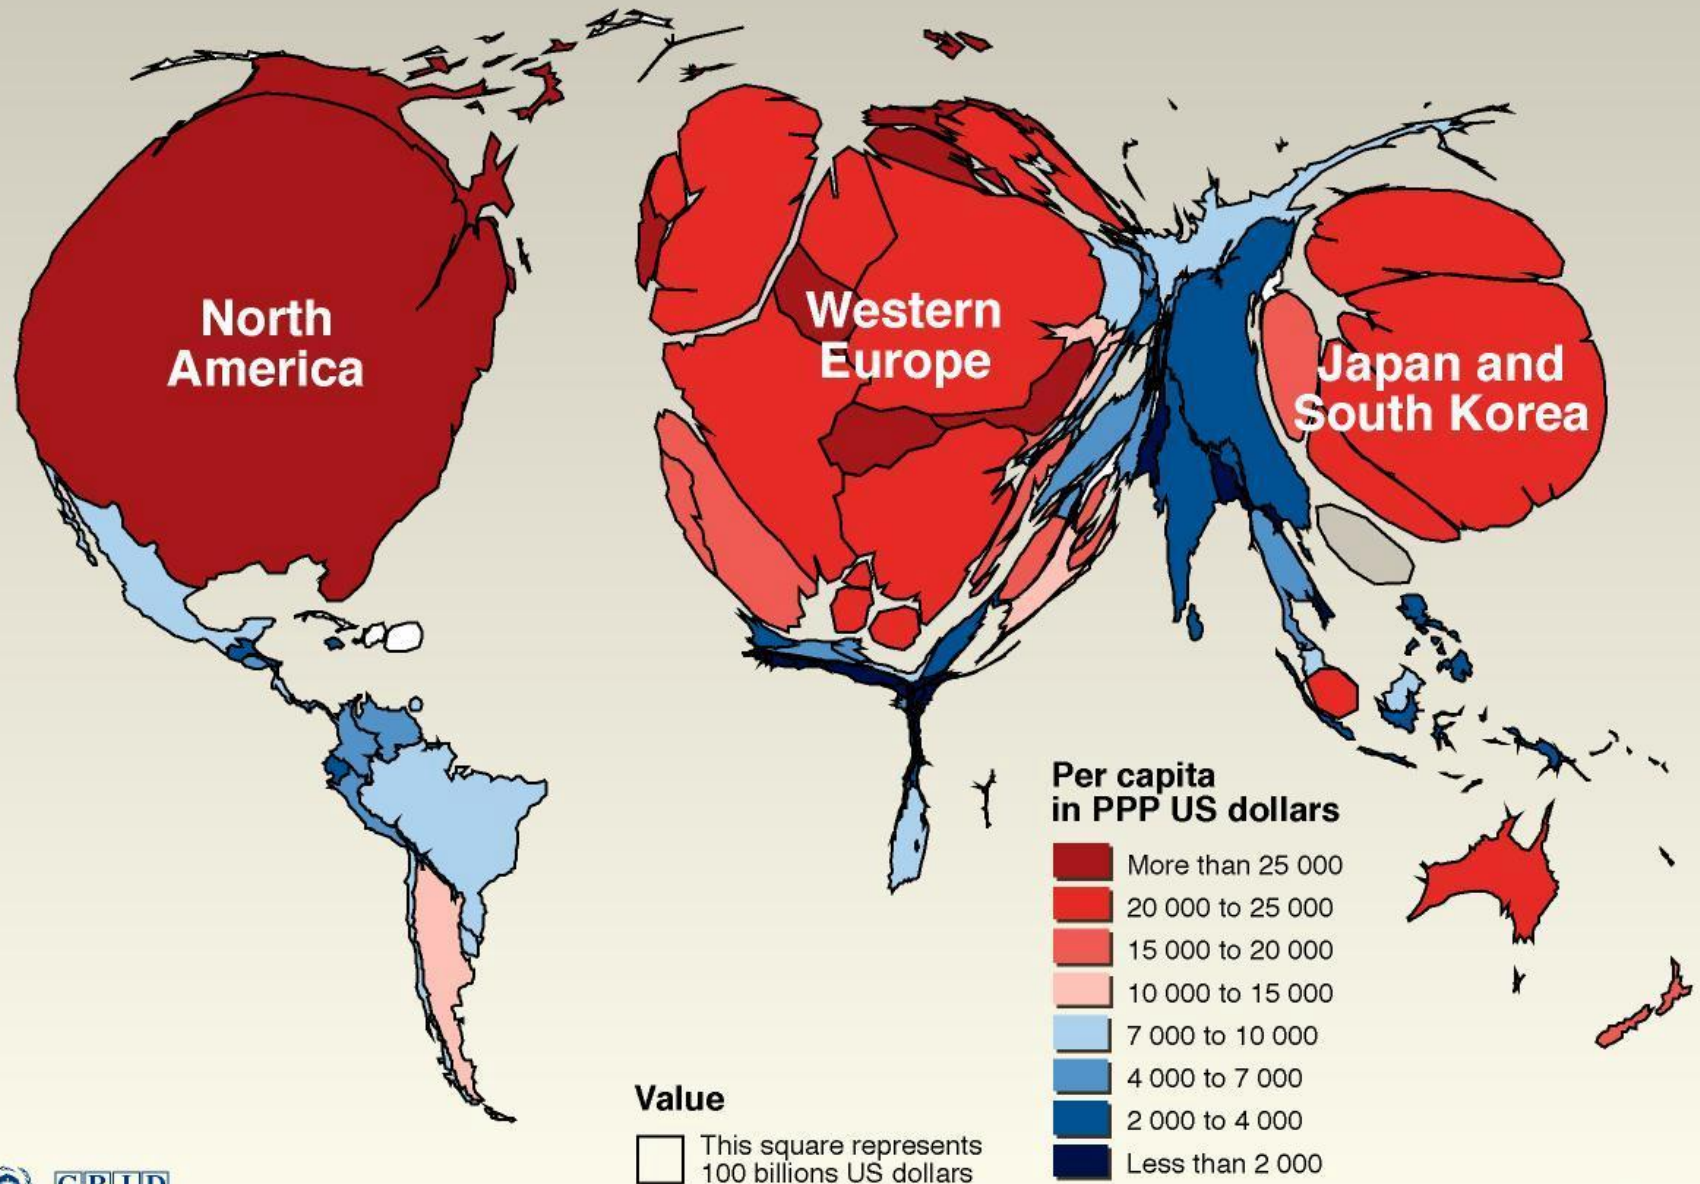 North
America
Western
Europe
Japan and
South Korea
Per capita
in PPP US dollars
More than 25 000
20 000 to 25 000
15 000 to 20 000
10 000 to 15 000
7 000 to 10 000
4 000 to 7 000
2 000 to 4 000
Less than 2 000
Value
This square represents
100 billions US dollars
GRID